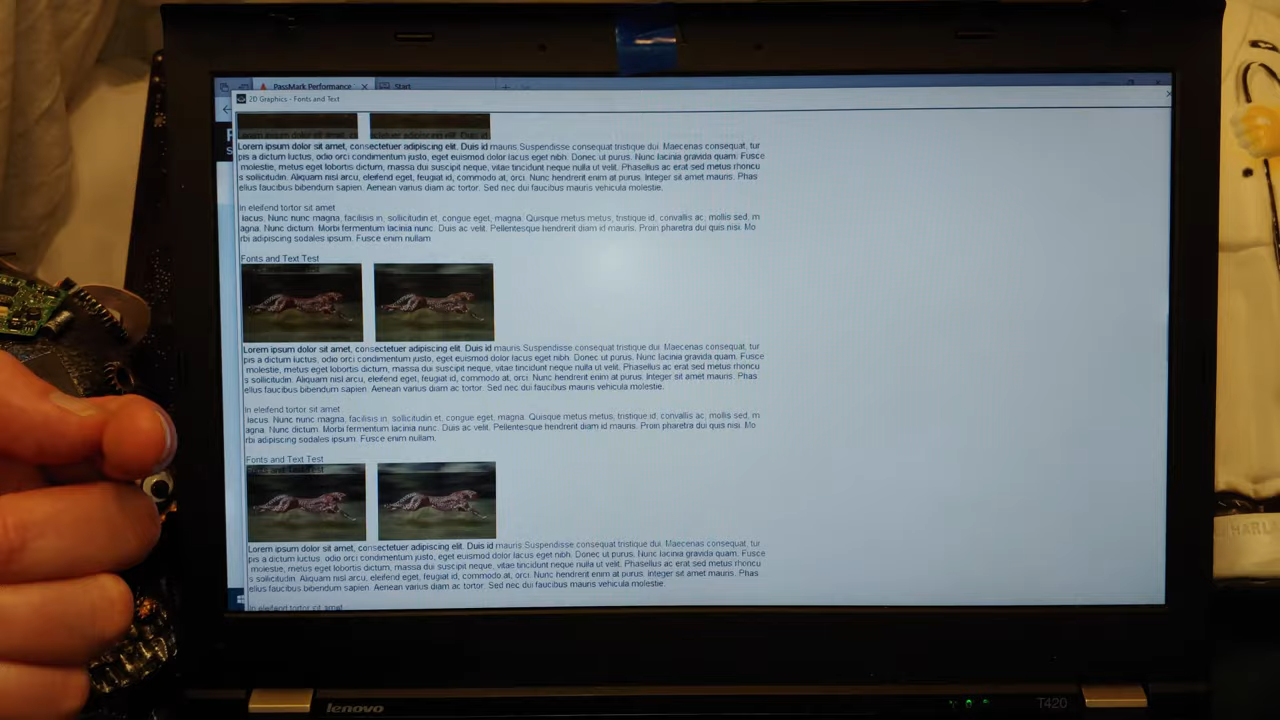 PassMark Performance
Start
2D Graphics - Fonts and Text
Lorem ipsum dolor sit amet, consectetuer adipiscing elit. Duis id mauris Suspendisse consequat tristique dui. Maecenas consequat, tur
pis a dictum luctus, odio orci condimentum justo, eget euismod dolor lacus eget nibh. Donec ut purus. Nunc lacinia gravida quam. Fusce
molestie, metus eget lobortis dictum, massa dui suscipit neque, vitae tincidunt neque nulla ut velit. Phasellus ac erat sed metus rhoncu
s sollicitudin. Aliquam nisl arcu, eleifend eget, feugiat id, commodo at, orci. Nunc hendrerit enim at purus. Integer sit amet mauris. Phas
ellus faucibus bibendum sapien. Aenean varius diam ac tortor. Sed nec dui faucibus mauris vehicula molestie.
In eleifend tortor sit amet
lacus. Nunc nunc magna, facilisis in, sollicitudin et, congue eget, magna. Quisque metus metus, tristique id, convallis ac, mollis sed, m
agna. Nunc dictum. Morbi fermentum lacinia nunc. Duis ac velit. Pellentesque hendrerit diam id mauris. Proin pharetra dui quis nisi. Mo
rbi adipiscing sodales ipsum. Fusce enim nullam
Fonts and Text Test
Lorem ipsum dolor sit amet, consectetuer adipiscing elit. Duis id mauris Suspendisse consequat tristique dui. Maecenas consequat, tur
pis a dictum luctus, odio orci condimentum justo, eget euismod dolor lacus eget nibh. Donec ut purus. Nunc lacinia gravida quam. Fusce
molestie, metus eget lobortis dictum, massa dui suscipit neque, vitae tincidunt neque nulla ut velit. Phasellus ac erat sed metus rhoncu
s sollicitudin. Aliquam nisl arcu, eleifend eget, feugiat id, commodo at, orci. Nunc hendrerit enim at purus. Integer sit amet mauris. Phas
ellus faucibus bibendum sapien. Aenean varius diam ac tortor. Sed nec dui faucibus mauris vehicula molestie.
In eleifend tortor sit amet
lacus. Nunc nunc magna, facilisis in, sollicitudin et, congue eget, magna. Quisque metus metus, tristique id, convallis ac, mollis sed, m
agna. Nunc dictum. Morbi fermentum lacinia nunc. Duis ac velit. Pellentesque hendrerit diam id mauris. Proin pharetra dui quis nisi. Mo
rbi adipiscing sodales ipsum. Fusce enim nullam.
Fonts and Text Test
Fonts and Text Test
Lorem ipsum dolor sit amet, consectetuer adipiscing elit. Duis id mauris Suspendisse consequat tristique dui. Maecenas consequat, tur
pis a dictum luctus, odio orci condimentum justo, eget euismod dolor lacus eget nibh. Donec ut purus. Nunc lacinia gravida quam. Fusce
molestie, metus eget lobortis dictum, massa dui suscipit neque, vitae tincidunt neque nulla ut velit. Phasellus ac erat sed metus rhoncu
s sollicitudin. Aliquam nisl arcu, eleifend eget, feugiat id, commodo at, orci. Nunc hendrerit enim at purus. Integer sit amet mauris. Phas
ellus faucibus bibendum sapien. Aenean varius diam ac tortor. Sed nec dui faucibus mauris vehicula molestie.
In eleifend tortor sit amet
lenovo
T420
HARL